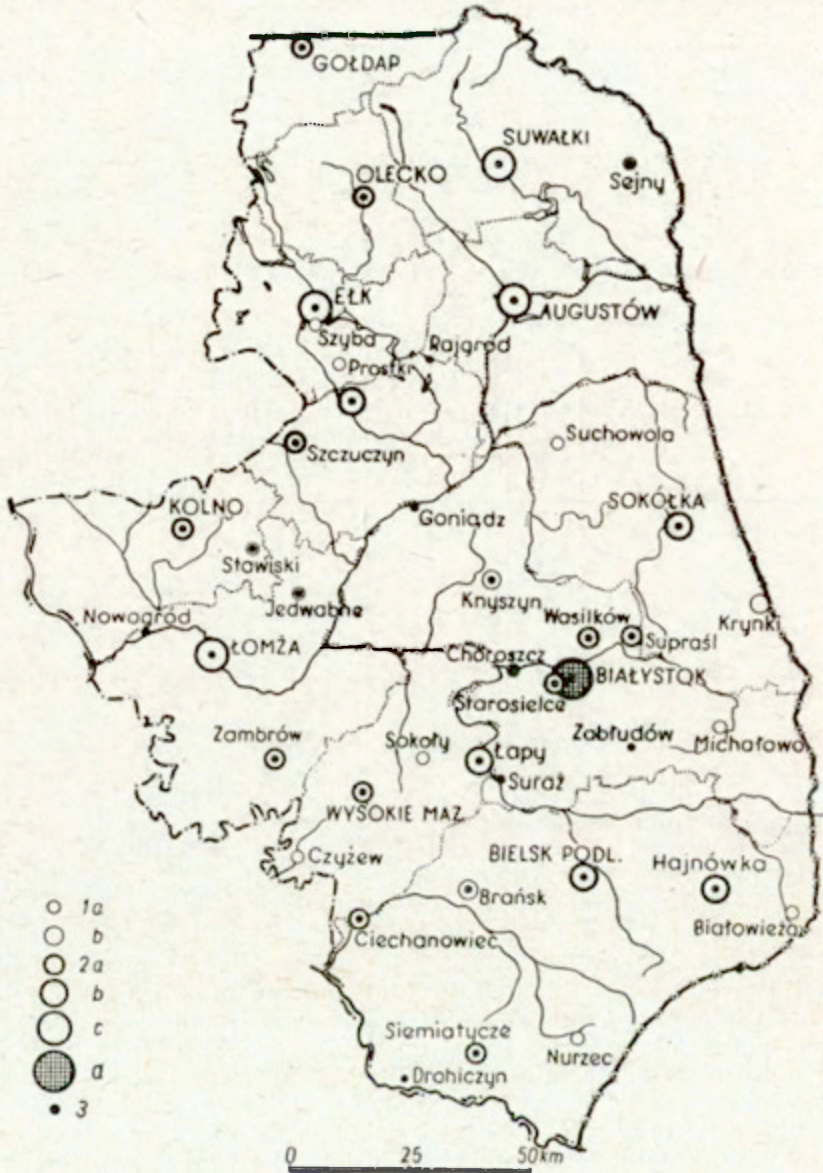 GOŁDAP
SUWAŁKI
OLECKO
Sejny
EŁK
AUGUSTÓW
Szyba
Rajgród
Prostki
Suchowola
Szczuczyn
KOLNO
SOKÓŁKA
Goniądz
Stawiski
Knyszyn
Jedwabne
Wasilków
Krynki
Nowogród
Supraśl
ŁOMŻA
Choroszcz
BIAŁYSTOK
Starosielce
Zambrów
Sokoły
Łapy
Zabłudów
Michałowo
Suraż
WYSOKIE MAZ.
Czyżew
BIELSK PODL.
Hajnówka
Brańsk
Białowieża
Ciechanowiec
Siemiatycze
Nurzec
Drohiczyn
1a
b
2a
b
c
d
3
0 25 50 km